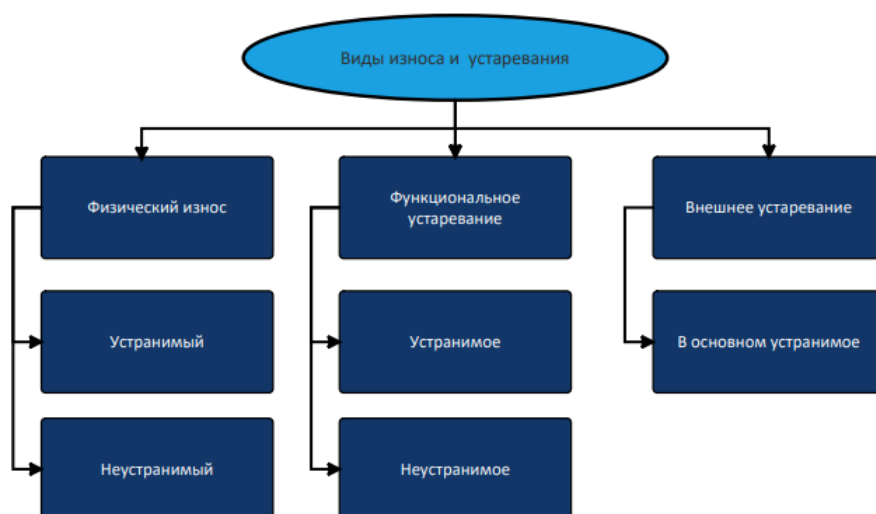 Виды износа и устаревания
Физический износ
Функциональное
устаревание
Внешнее устаревание
Устранимый
Устранимое
В основном устранимое
Неустранимый
Неустранимое